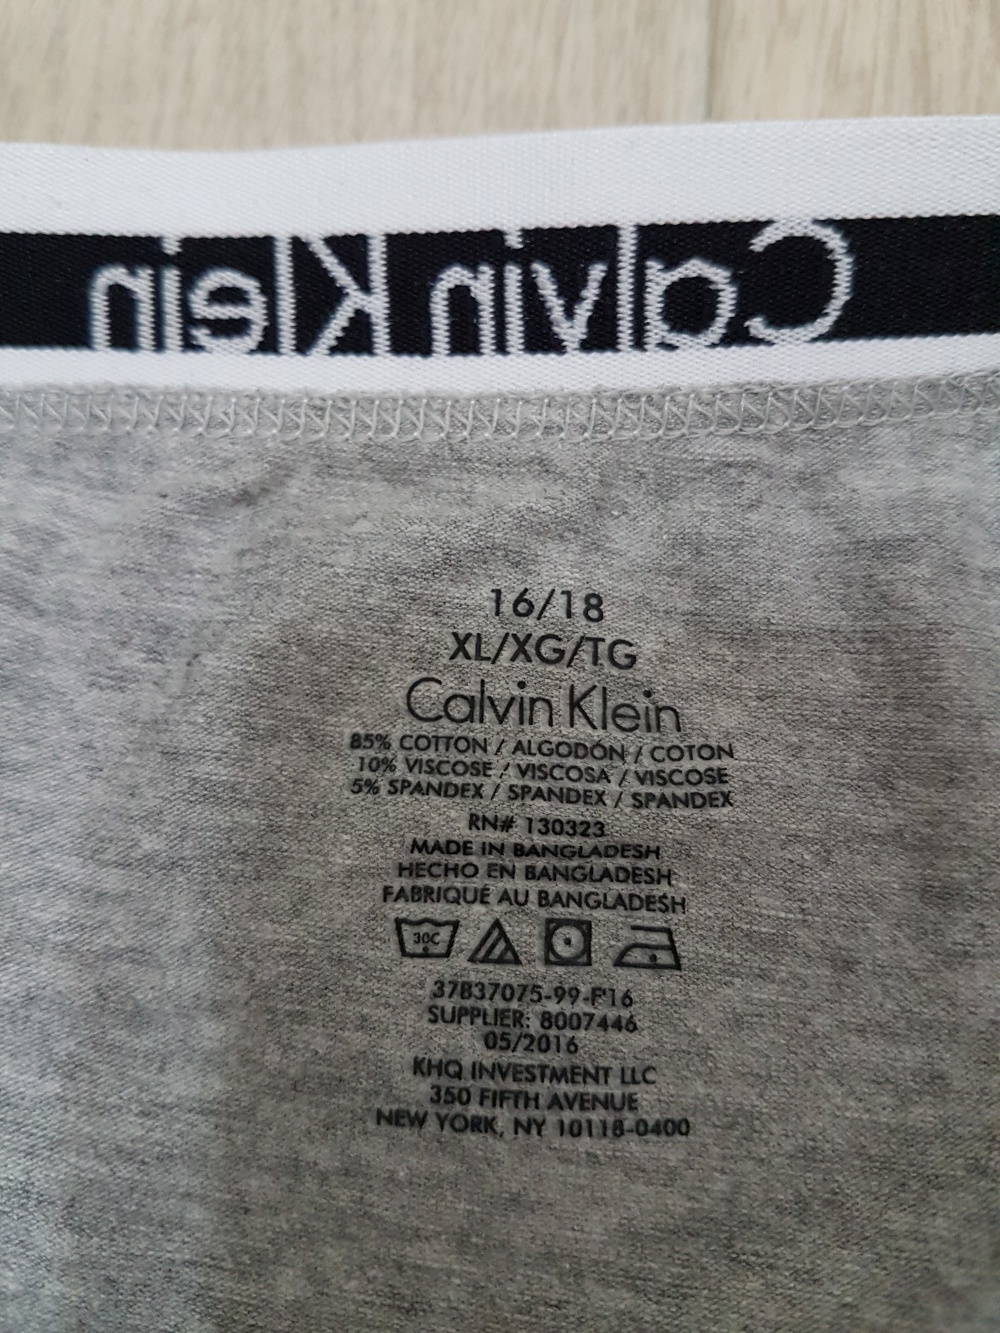 Calvin Klein
16/18
XL/XG/TG
Calvin Klein
85% COTTON / ALGODÓN / COTON
10% VISCOSE / VISCOSA / VISCOSE
5% SPANDEX / SPANDEX / SPANDEX
RN# 130323
MADE IN BANGLADESH
HECHO EN BANGLADESH
FABRIQUÉ AU BANGLADESH
30C
37B37075-99-F'16
SUPPLIER: 8007446
05/2016
KHQ INVESTMENT LLC
350 FIFTH AVENUE
NEW YORK, NY 10118-0400